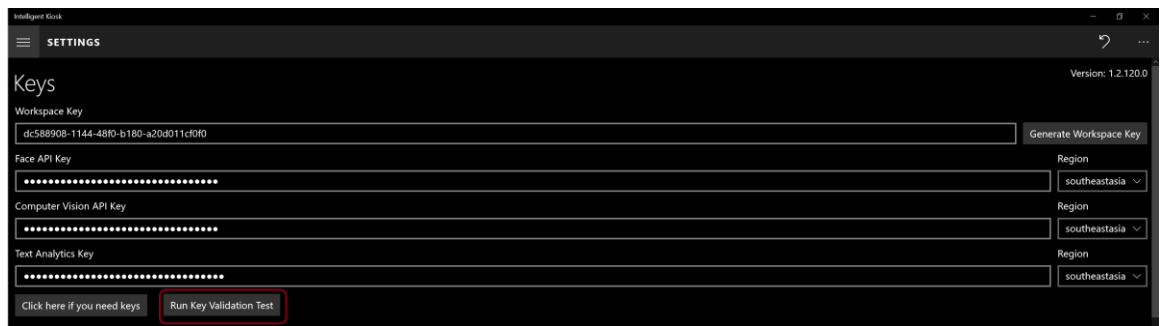 Intelligent Kiosk
SETTINGS
Version: 1.2.120.0
Keys
Workspace Key
dc588908-1144-48f0-b180-a20d011cf0f0
Generate Workspace Key
Face API Key
Region
southeastasia
Computer Vision API Key
Region
southeastasia
Text Analytics Key
Region
southeastasia
Click here if you need keys
Run Key Validation Test